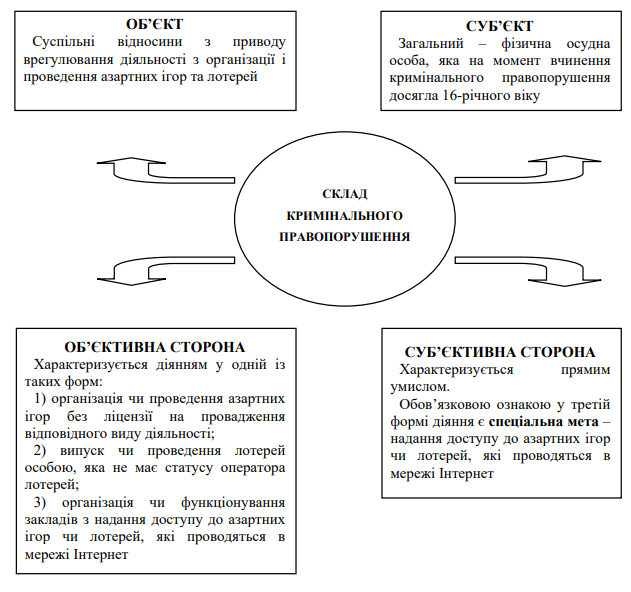 ОБ’ЄКТ
Суспільні відносини з приводу
врегулювання діяльності з організації і
проведення азартних ігор та лотерей
СУБ’ЄКТ
Загальний – фізична осудна
особа, яка на момент вчинення
кримінального правопорушення
досягла 16-річного віку
СКЛАД
КРИМІНАЛЬНОГО
ПРАВОПОРУШЕННЯ
ОБ’ЄКТИВНА СТОРОНА
Характеризується діянням у одній із
таких форм:
1) організація чи проведення азартних
ігор без ліцензії на провадження
відповідного виду діяльності;
2) випуск чи проведення лотерей
особою, яка не має статусу оператора
лотерей;
3) організація чи функціонування
закладів з надання доступу до азартних
ігор чи лотерей, які проводяться в
мережі Інтернет
СУБ’ЄКТИВНА СТОРОНА
Характеризується прямим
умислом.
Обов’язковою ознакою у третій
формі діяння є спеціальна мета –
надання доступу до азартних ігор
чи лотерей, які проводяться в
мережі Інтернет